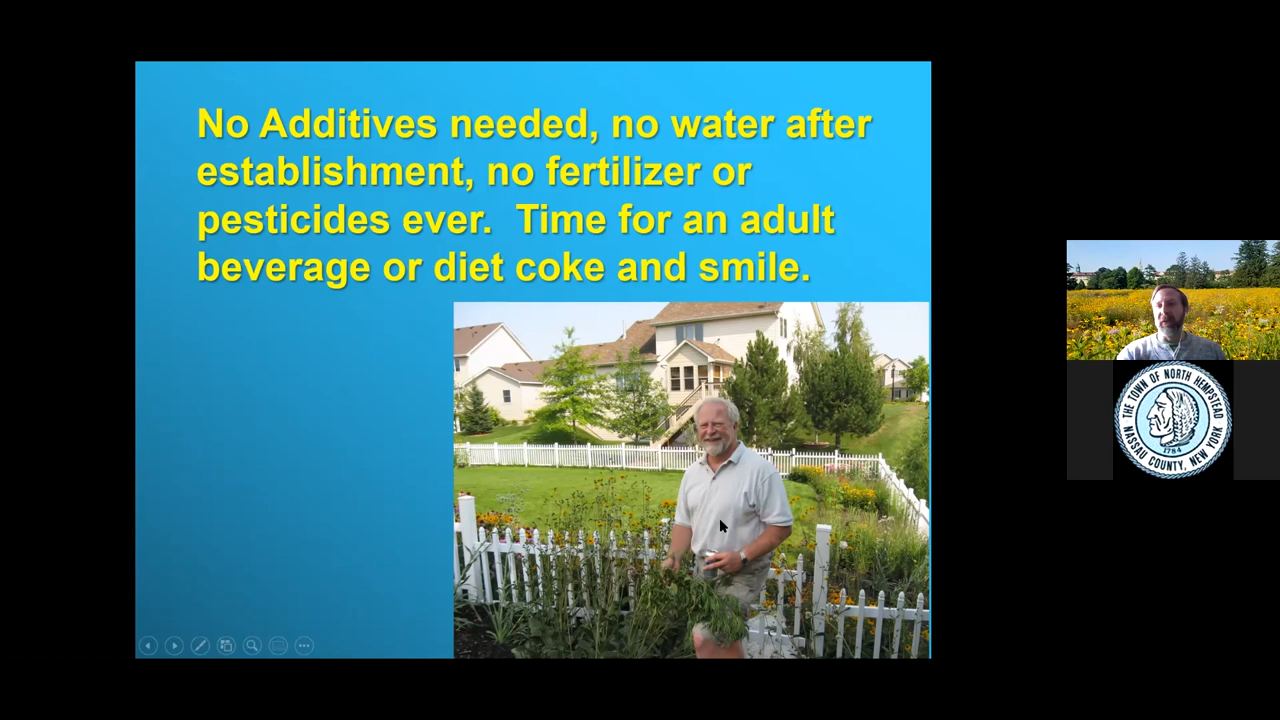 No Additives needed, no water after
establishment, no fertilizer or
pesticides ever.  Time for an adult
beverage or diet coke and smile.
THE TOWN OF NORTH HEMPSTEAD
1784
NASSAU COUNTY, NEW YORK